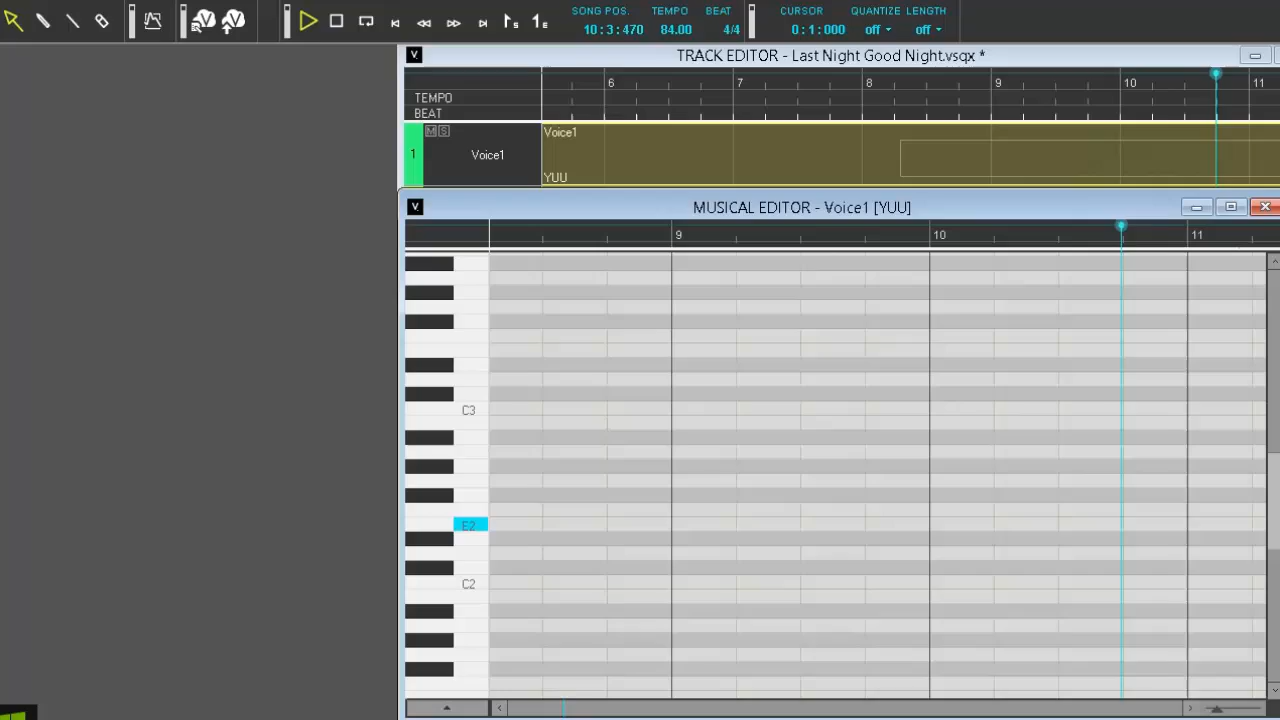 SONG POS. TEMPO BEAT CURSOR QUANTIZE LENGTH
10:3:470 84.00 4/4 0:1:000 off off
TRACK EDITOR - Last Night Good Night.vsqx *
6 7 8 9 10 11
TEMPO
BEAT
M S Voice1
1 Voice1
YUU
MUSICAL EDITOR - Voice1 [YUU]
9 10 11
C3
E2
C2